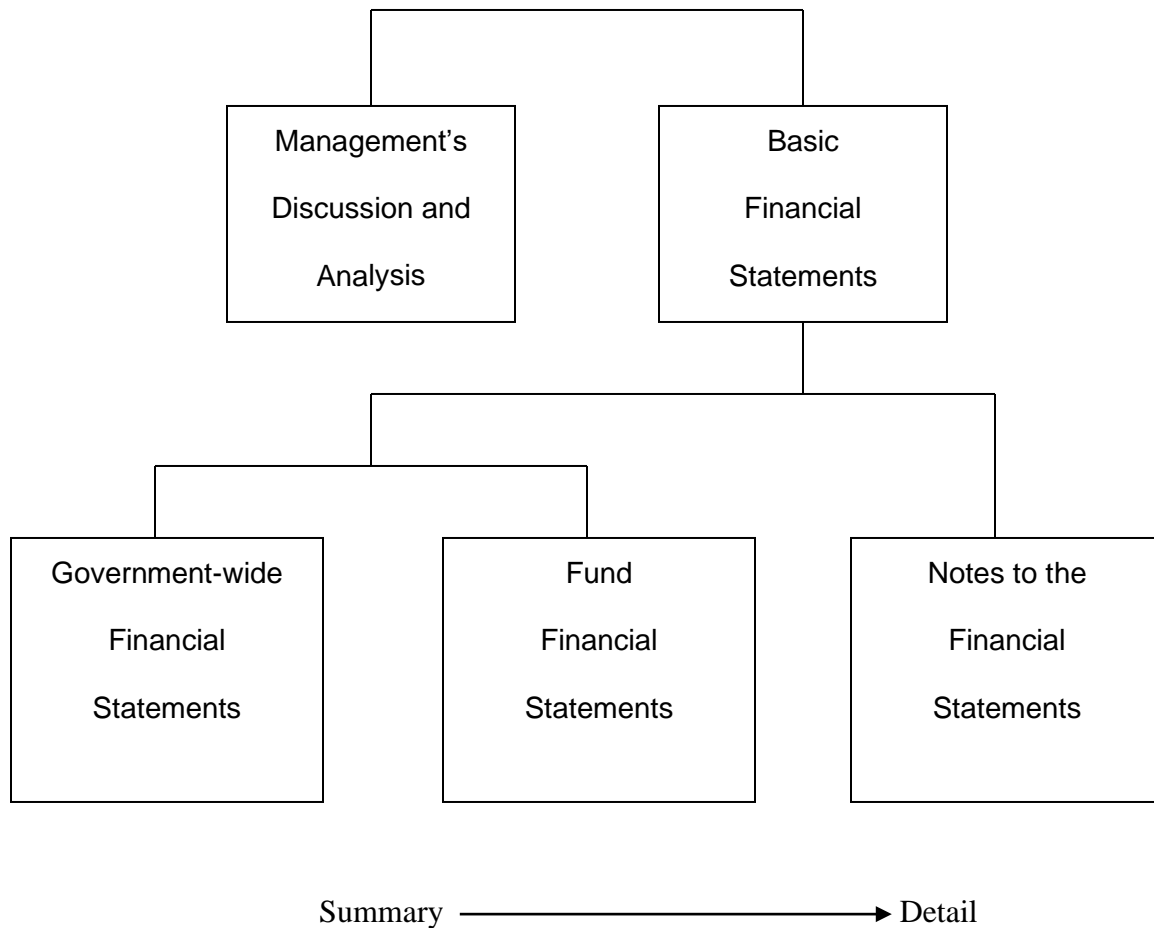 Management’s
Discussion and
Analysis
Basic
Financial
Statements
Government-wide
Financial
Statements
Fund
Financial
Statements
Notes to the
Financial
Statements
Summary
Detail